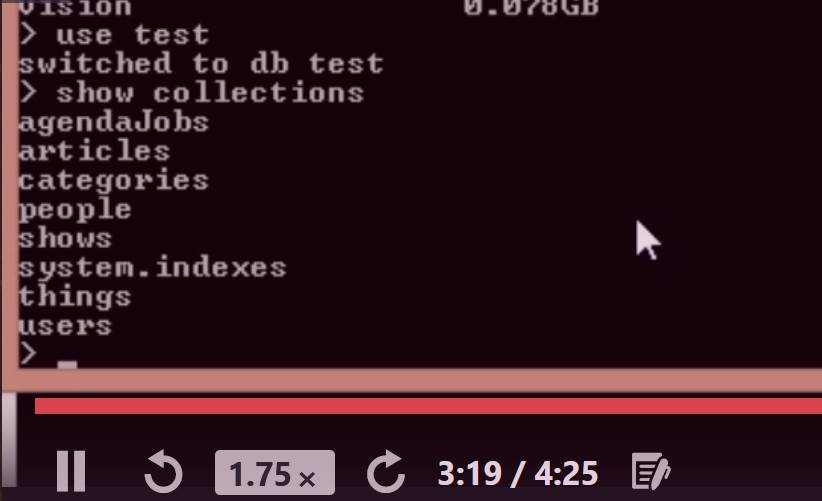 vision 0.078GB
> use test
switched to db test
> show collections
agendaJobs
articles
categories
people
shows
system.indexes
things
users
> _
1.75 × 3:19 / 4:25